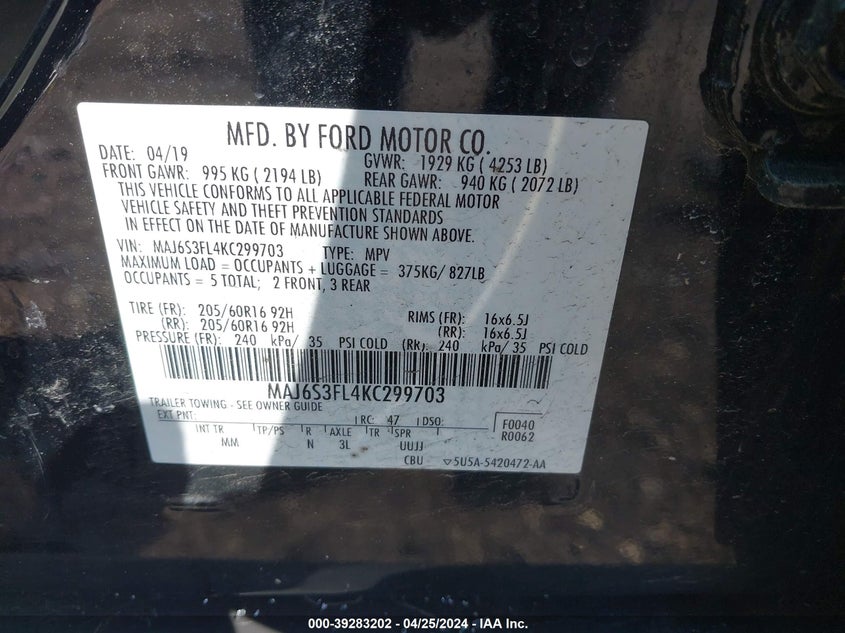 MFD. BY FORD MOTOR CO.
DATE: 04/19 GVWR: 1929 KG ( 4253 LB)
FRONT GAWR: 995 KG ( 2194 LB) REAR GAWR: 940 KG ( 2072 LB)
THIS VEHICLE CONFORMS TO ALL APPLICABLE FEDERAL MOTOR
VEHICLE SAFETY AND THEFT PREVENTION STANDARDS
IN EFFECT ON THE DATE OF MANUFACTURE SHOWN ABOVE.
VIN: MAJ6S3FL4KC299703 TYPE: MPV
MAXIMUM LOAD = OCCUPANTS + LUGGAGE = 375KG/ 827LB
OCCUPANTS = 5 TOTAL; 2 FRONT, 3 REAR
TIRE (FR): 205/60R16 92H RIMS (FR): 16x6.5J
(RR): 205/60R16 92H (RR): 16x6.5J
PRESSURE (FR): 240 kPa/ 35 PSI COLD (RR): 240 kPa/ 35 PSI COLD
MAJ6S3FL4KC299703
TRAILER TOWING - SEE OWNER GUIDE
EXT PNT: RC: 47 DSO: F0040
INT TR TP/PS R AXLE TR SPR R0062
MM N 3L UUJJ
CBU 5U5A-5420472-AA
000-39283202 - 04/25/2024 - IAA Inc.